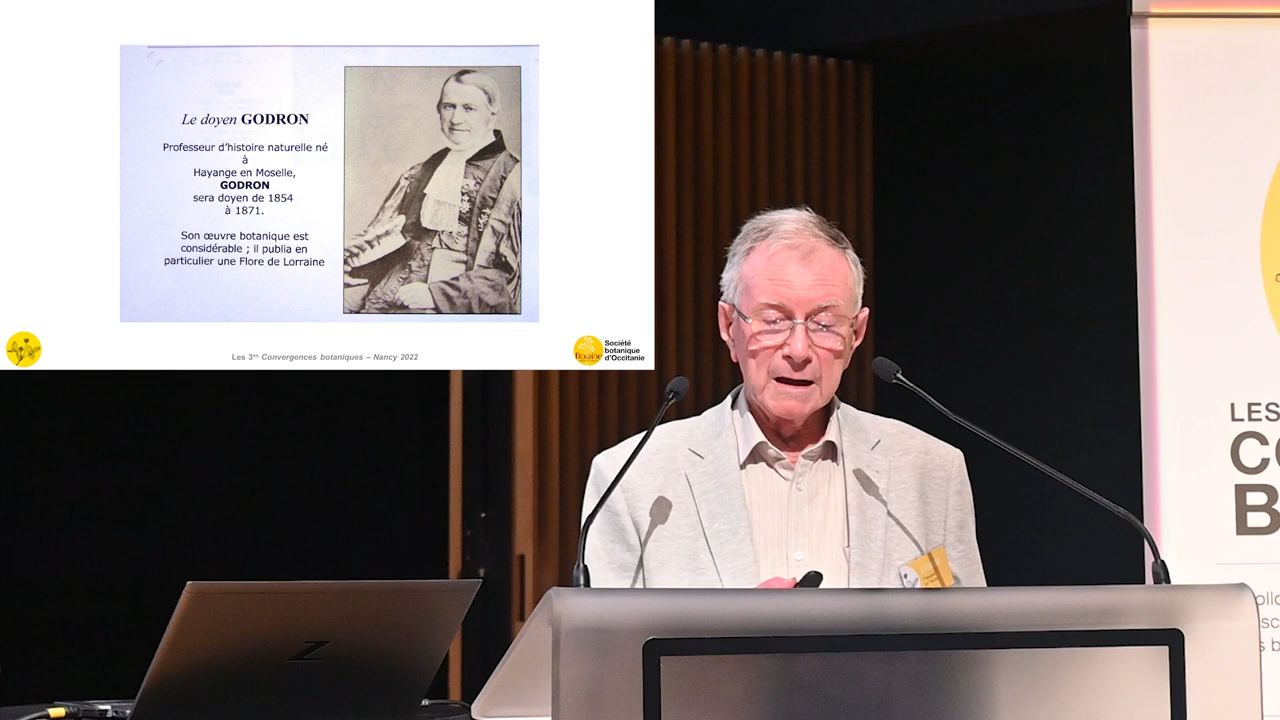 Le doyen GODRON
Professeur d'histoire naturelle né
à
Hayange en Moselle,
GODRON
sera doyen de 1854
à 1871.
Son œuvre botanique est
considérable ; il publia en
particulier une Flore de Lorraine
Les 3es Convergences botaniques – Nancy 2022
floraine
Société
botanique
d'Occitanie
LES